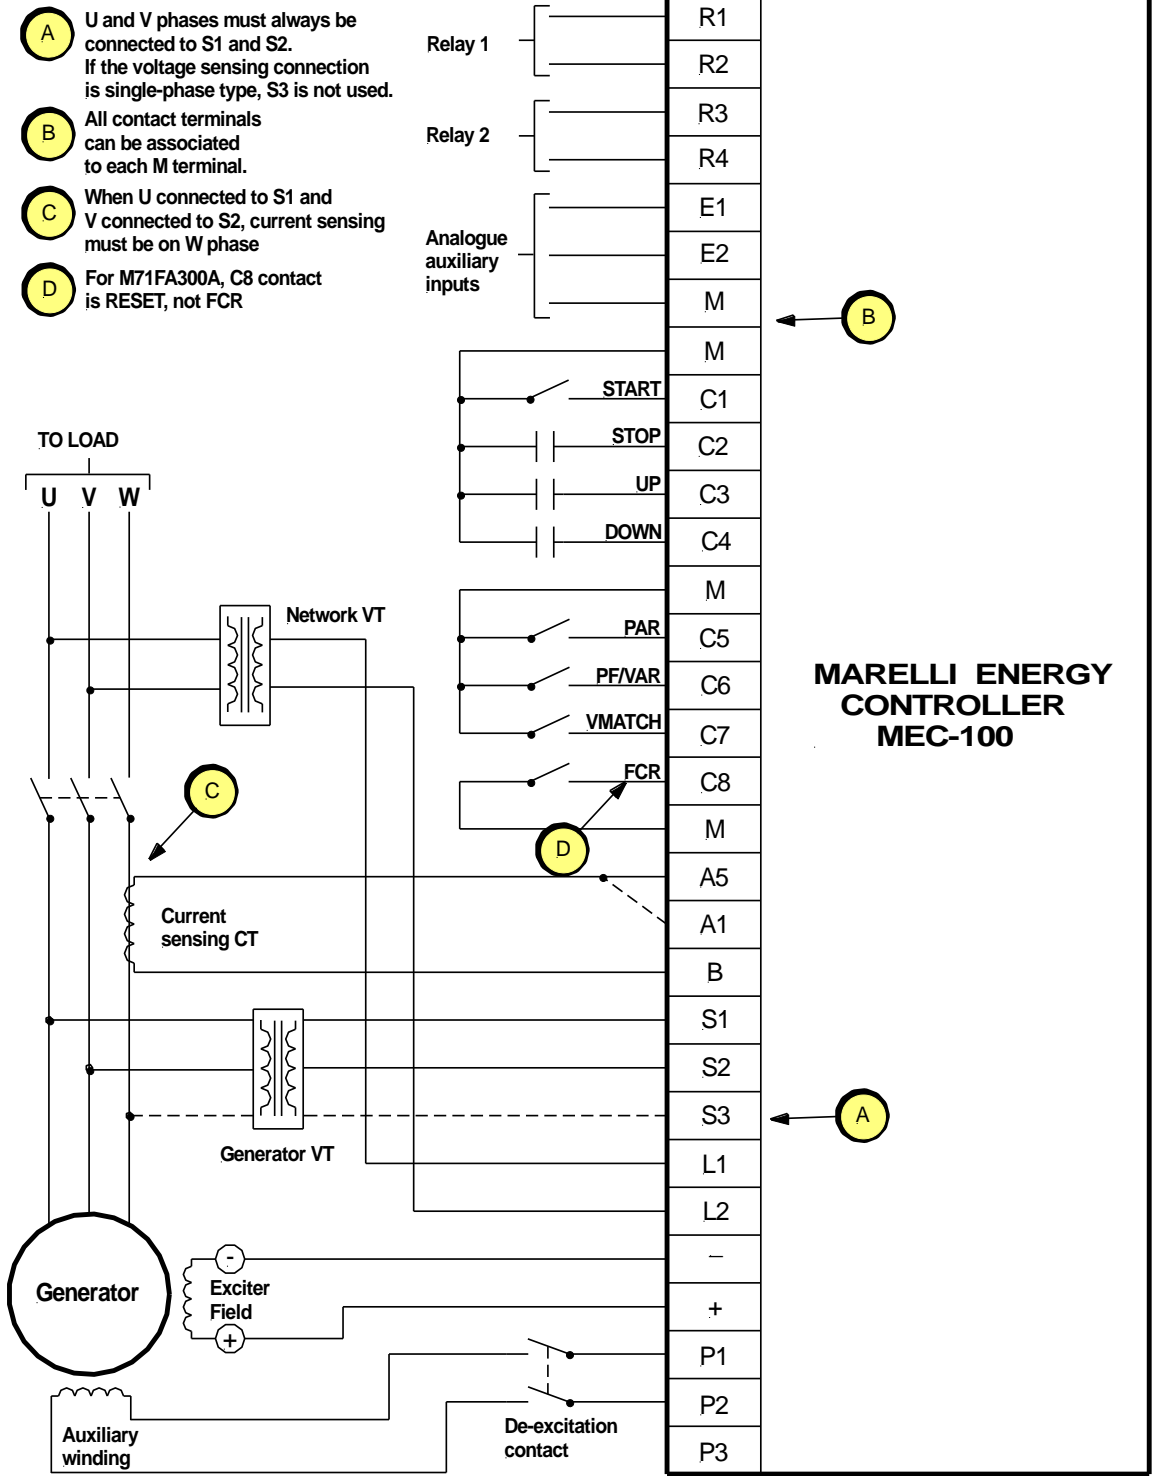 A
U and V phases must always be
connected to S1 and S2.
If the voltage sensing connection
is single-phase type, S3 is not used.
B
All contact terminals
can be associated
to each M terminal.
C
When U connected to S1 and
V connected to S2, current sensing
must be on W phase
D
For M71FA300A, C8 contact
is RESET, not FCR
Relay 1
R1
R2
Relay 2
R3
R4
Analogue
auxiliary
inputs
E1
E2
M
B
M
START
C1
STOP
C2
UP
C3
DOWN
C4
M
PAR
C5
PF/VAR
C6
VMATCH
C7
FCR
C8
M
D
TO LOAD
U V W
Network VT
C
MARELLI ENERGY
CONTROLLER
MEC-100
Current
sensing CT
A5
A1
B
S1
S2
S3
A
Generator VT
L1
L2
Generator
-
Exciter
Field
+
–
+
P1
P2
P3
De-excitation
contact
Auxiliary
winding